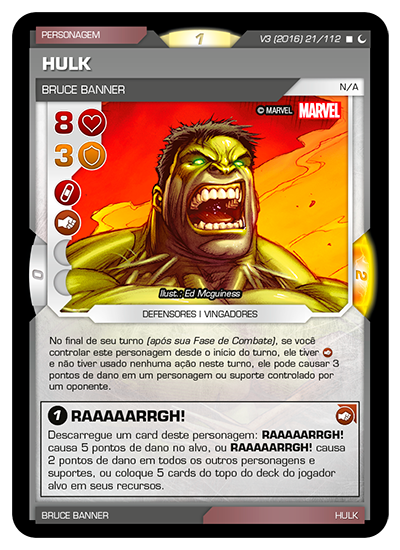 PERSONAGEM
1
V3 (2016) 21/112
HULK
BRUCE BANNER
N/A
8
© MARVEL MARVEL
3
0
2
Ilust.: Ed Mcguiness
DEFENSORES | VINGADORES
No final de seu turno (após sua Fase de Combate), se você
controlar este personagem desde o início do turno, ele tiver
e não tiver usado nenhuma ação neste turno, ele pode causar 3
pontos de dano em um personagem ou suporte controlado por
um oponente.
1 RAAAAARRGH!
Descarregue um card deste personagem: RAAAAARRGH!
causa 5 pontos de dano no alvo, ou RAAAAARRGH! causa
2 pontos de dano em todos os outros personagens e
suportes, ou coloque 5 cards do topo do deck do jogador
alvo em seus recursos.
BRUCE BANNER
HULK